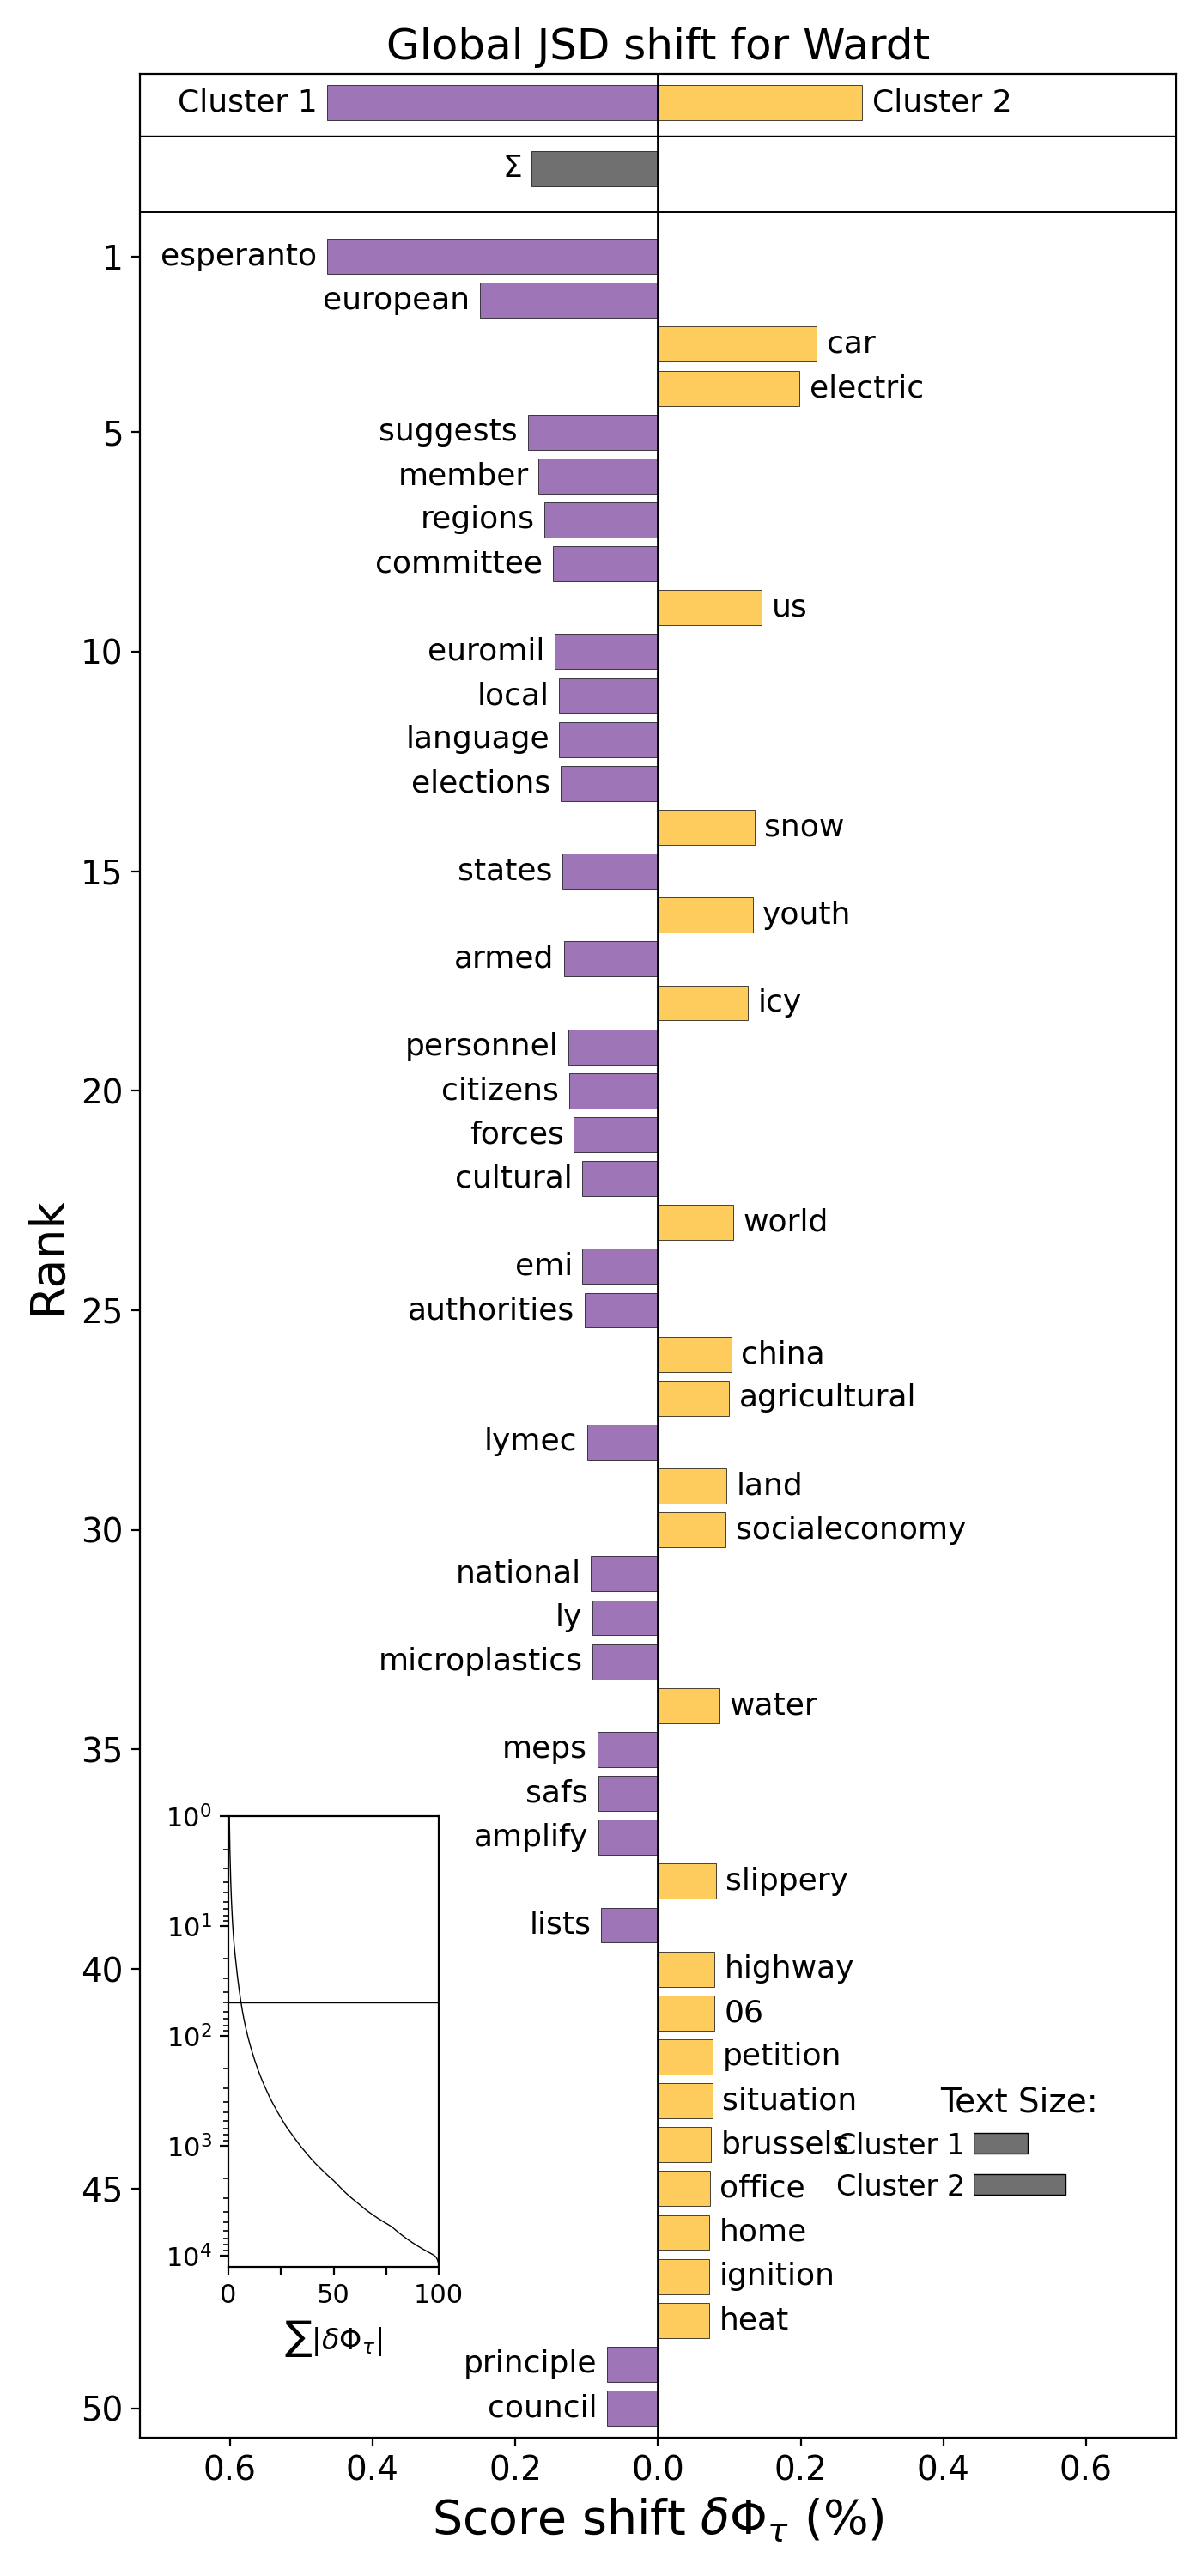 Global JSD shift for Wardt
Cluster 1
Cluster 2
Σ
1
esperanto
european
car
electric
5
suggests
member
regions
committee
us
10
euromil
local
language
elections
snow
15
states
youth
armed
icy
personnel
20
citizens
forces
cultural
world
emi
25
authorities
china
agricultural
lymec
land
30
socialeconomy
national
ly
microplastics
water
35
meps
safs
amplify
slippery
lists
40
highway
06
petition
situation
brussels
45
office
home
ignition
heat
principle
50
council
Rank
10⁰
10¹
10²
10³
10⁴
0 50 100
∑|δΦτ|
Text Size:
Cluster 1
Cluster 2
0.6 0.4 0.2 0.0 0.2 0.4 0.6
Score shift δΦτ (%)